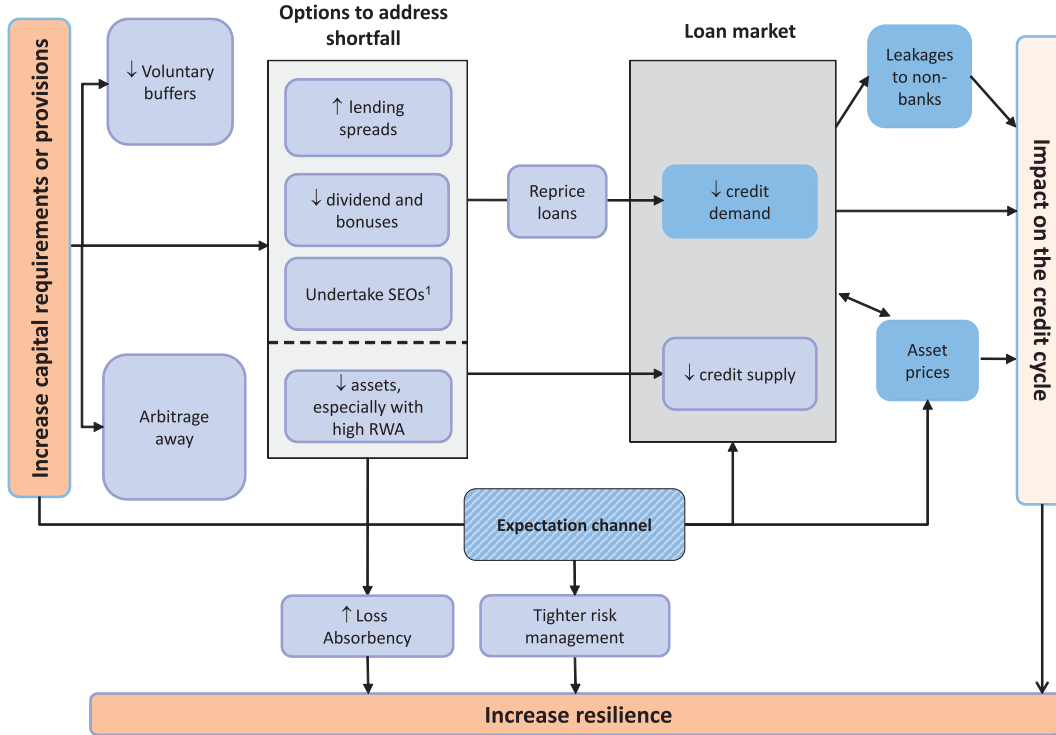 Options to address
shortfall
Loan market
Increase capital requirements or provisions
↓ Voluntary
buffers
Arbitrage
away
↑ lending
spreads
↓ dividend and
bonuses
Undertake SEOs¹
↓ assets,
especially with
high RWA
Reprice
loans
↓ credit
demand
↓ credit supply
Leakages
to non-
banks
Asset
prices
Impact on the credit cycle
Expectation channel
↑ Loss
Absorbency
Tighter risk
management
Increase resilience